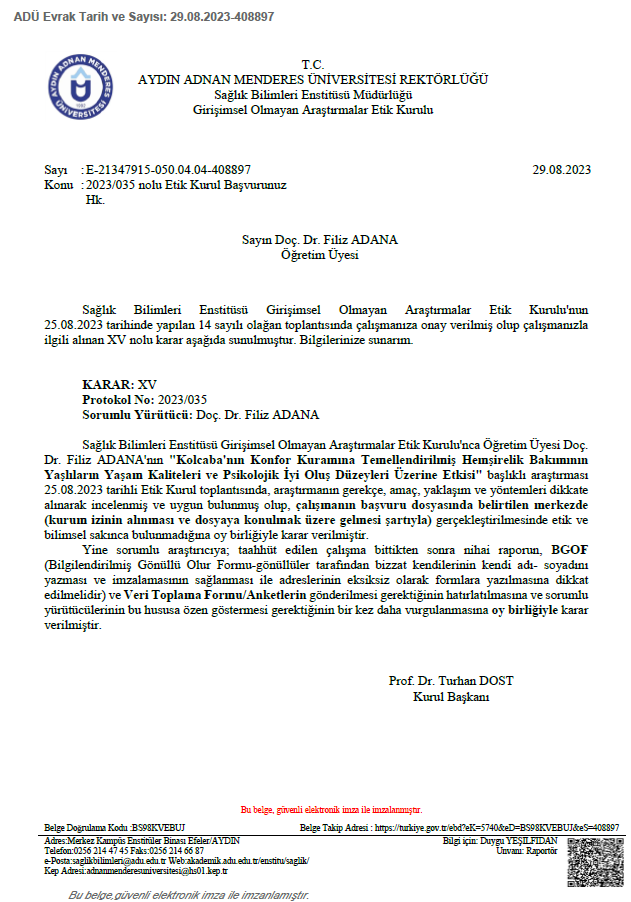 ADÜ Evrak Tarih ve Sayısı: 29.08.2023-408897
T.C.
AYDIN ADNAN MENDERES ÜNİVERSİTESİ REKTÖRLÜĞÜ
Sağlık Bilimleri Enstitüsü Müdürlüğü
Girişimsel Olmayan Araştırmalar Etik Kurulu
AYDIN ADNAN MENDERES
ÜNİVERSİTESİ
Sayı : E-21347915-050.04.04-408897 29.08.2023
Konu : 2023/035 nolu Etik Kurul Başvurunuz
Hk.
Sayın Doç. Dr. Filiz ADANA
Öğretim Üyesi
Sağlık Bilimleri Enstitüsü Girişimsel Olmayan Araştırmalar Etik Kurulu'nun
25.08.2023 tarihinde yapılan 14 sayılı olağan toplantısında çalışmanıza onay verilmiş olup çalışmanızla
ilgili alınan XV nolu karar aşağıda sunulmuştur. Bilgilerinize sunarım.
KARAR: XV
Protokol No: 2023/035
Sorumlu Yürütücü: Doç. Dr. Filiz ADANA
Sağlık Bilimleri Enstitüsü Girişimsel Olmayan Araştırmalar Etik Kurulu'nca Öğretim Üyesi Doç.
Dr. Filiz ADANA'nın "Kolcaba'nın Konfor Kuramına Temellendirilmiş Hemşirelik Bakımının
Yaşlıların Yaşam Kaliteleri ve Psikolojik İyi Oluş Düzeyleri Üzerine Etkisi" başlıklı araştırması
25.08.2023 tarihli Etik Kurul toplantısında, araştırmanın gerekçe, amaç, yaklaşım ve yöntemleri dikkate
alınarak incelenmiş ve uygun bulunmuş olup, çalışmanın başvuru dosyasında belirtilen merkezde
(kurum izinin alınıması ve dosyaya konulmak üzere gelmesi şartıyla) gerçekleştirilmesinde etik ve
bilimsel sakınca bulunmadığına oy birliğiyle karar verilmiştir.
Yine sorumlu araştırıcıya; taahhüt edilen çalışma bittikten sonra nihai raporun, BGOF
(Bilgilendirilmiş Gönüllü Olur Formu-gönüllüler tarafından bizzat kendilerinin kendi adı- soyadını
yazması ve imzalamasının sağlanması ile adreslerinin eksiksiz olarak formlara yazılmasına dikkat
edilmelidir) ve Veri Toplama Formu/Anketlerin gönderilmesi gerektiğinin hatırlatılmasına ve sorumlu
yürütücülerinin bu hususa özen göstermesi gerektiğinin bir kez daha vurgulanmasına oy birliğiyle karar
verilmiştir.
Prof. Dr. Turhan DOST
Kurul Başkanı
Bu belge, güvenli elektronik imza ile imzalanmıştır.
Belge Doğrulama Kodu :BS98KVEBUJ Belge Takip Adresi : https://turkiye.gov.tr/ebd?eK=5740&eD=BS98KVEBUJ&eS=408897
Adres:Merkez Kampüs Enstitüler Binası Efeler/AYDIN Bilgi için: Duygu YEŞİLFİDAN
Telefon:0256 214 47 45 Faks:0256 214 66 87 Unvanı: Raportör
e-Posta:saglikbilimleri@adu.edu.tr Web:akademik.adu.edu.tr/enstitu/saglik/
Kep Adresi:adnanmenderesuniversitesi@hs01.kep.tr
Bu belge,güvenli elektronik imza ile imzanlamıştır.